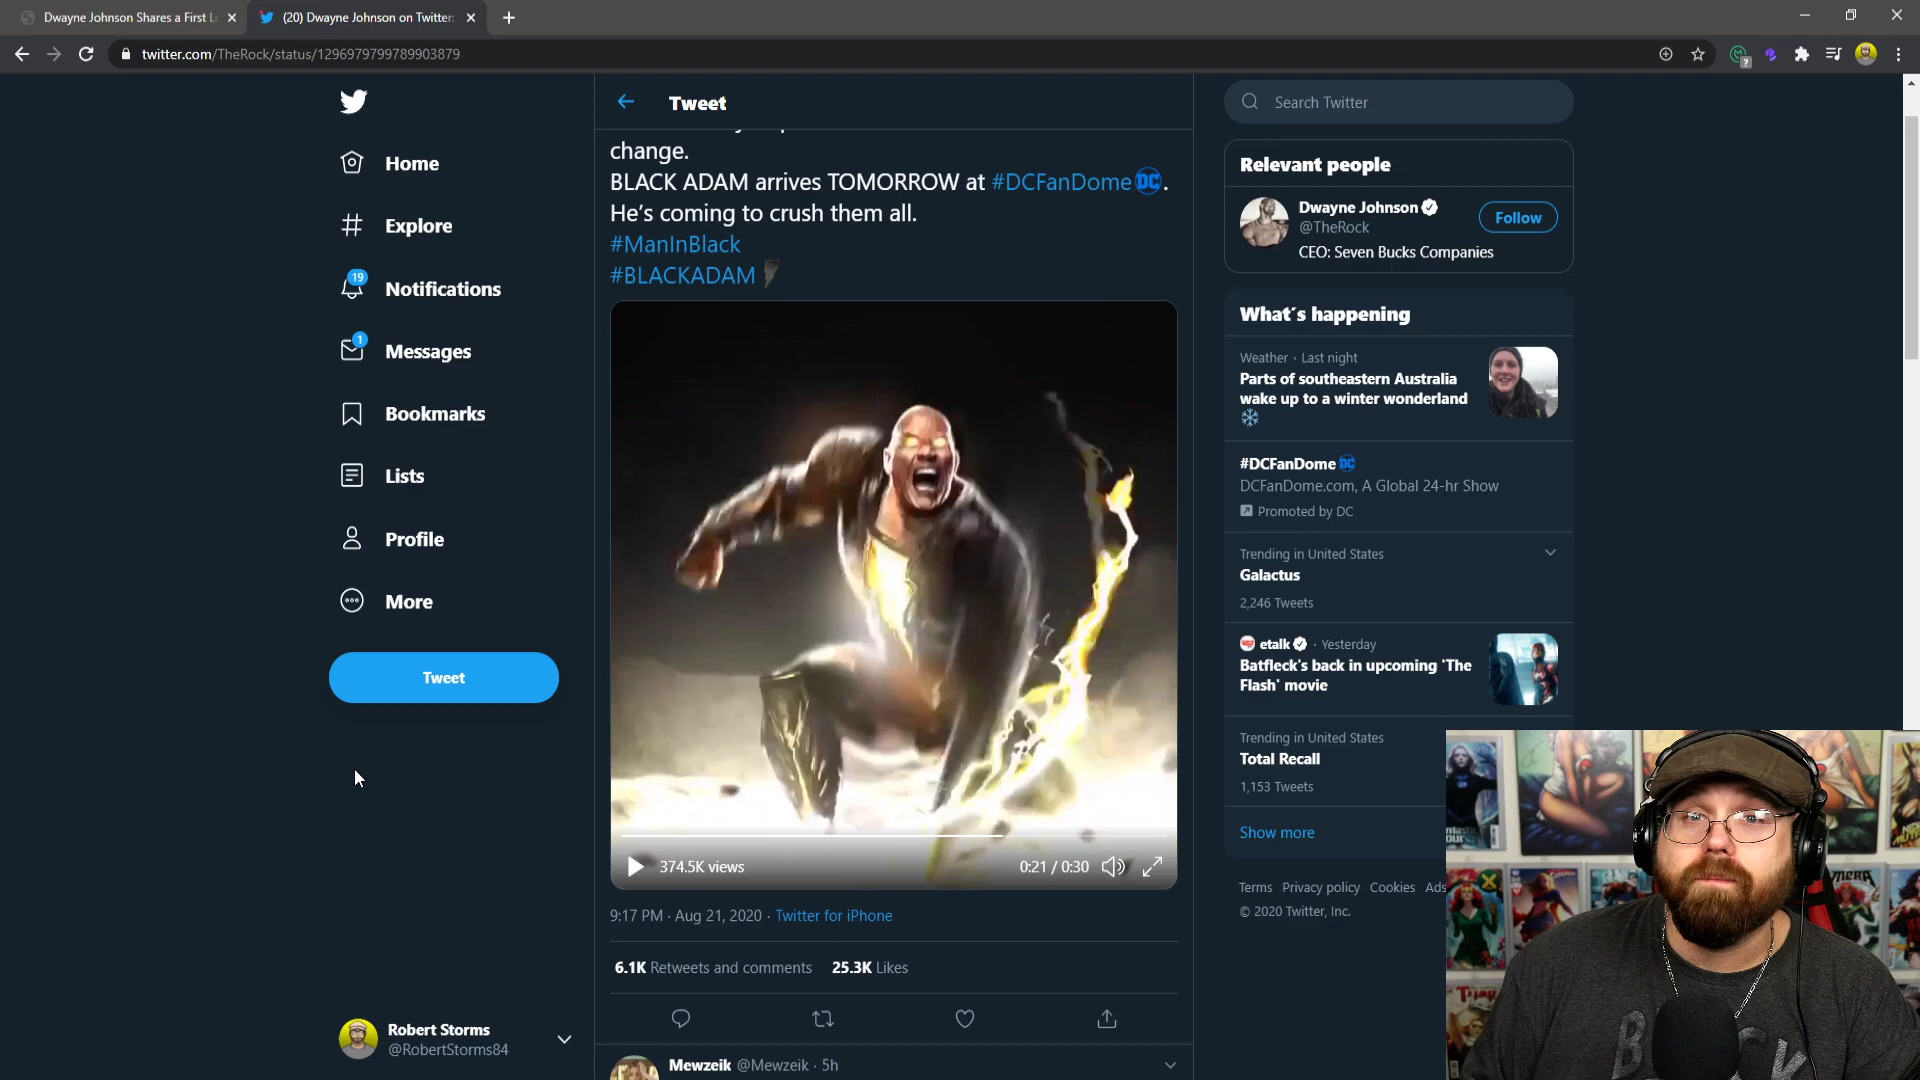 Dwayne Johnson Shares a First L
(20) Dwayne Johnson on Twitter:
twitter.com/TheRock/status/1296979799789903879
Home
Explore
19
Notifications
1
Messages
Bookmarks
Lists
Profile
More
Tweet
Robert Storms
@RobertStorms84
Tweet
change.
BLACK ADAM arrives TOMORROW at #DCFanDome DC.
He’s coming to crush them all.
#ManInBlack
#BLACKADAM
374.5K views
0:21 / 0:30
9:17 PM · Aug 21, 2020 · Twitter for iPhone
6.1K Retweets and comments 25.3K Likes
Mewzeik @Mewzeik · 5h
Search Twitter
Relevant people
Dwayne Johnson
@TheRock
Follow
CEO: Seven Bucks Companies
What’s happening
Weather · Last night
Parts of southeastern Australia
wake up to a winter wonderland
#DCFanDome DC
DCFanDome.com, A Global 24-hr Show
Promoted by DC
Trending in United States
Galactus
2,246 Tweets
etalk · Yesterday
Batfleck's back in upcoming 'The
Flash' movie
Trending in United States
Total Recall
1,153 Tweets
Show more
Terms Privacy policy Cookies Ads
© 2020 Twitter, Inc.